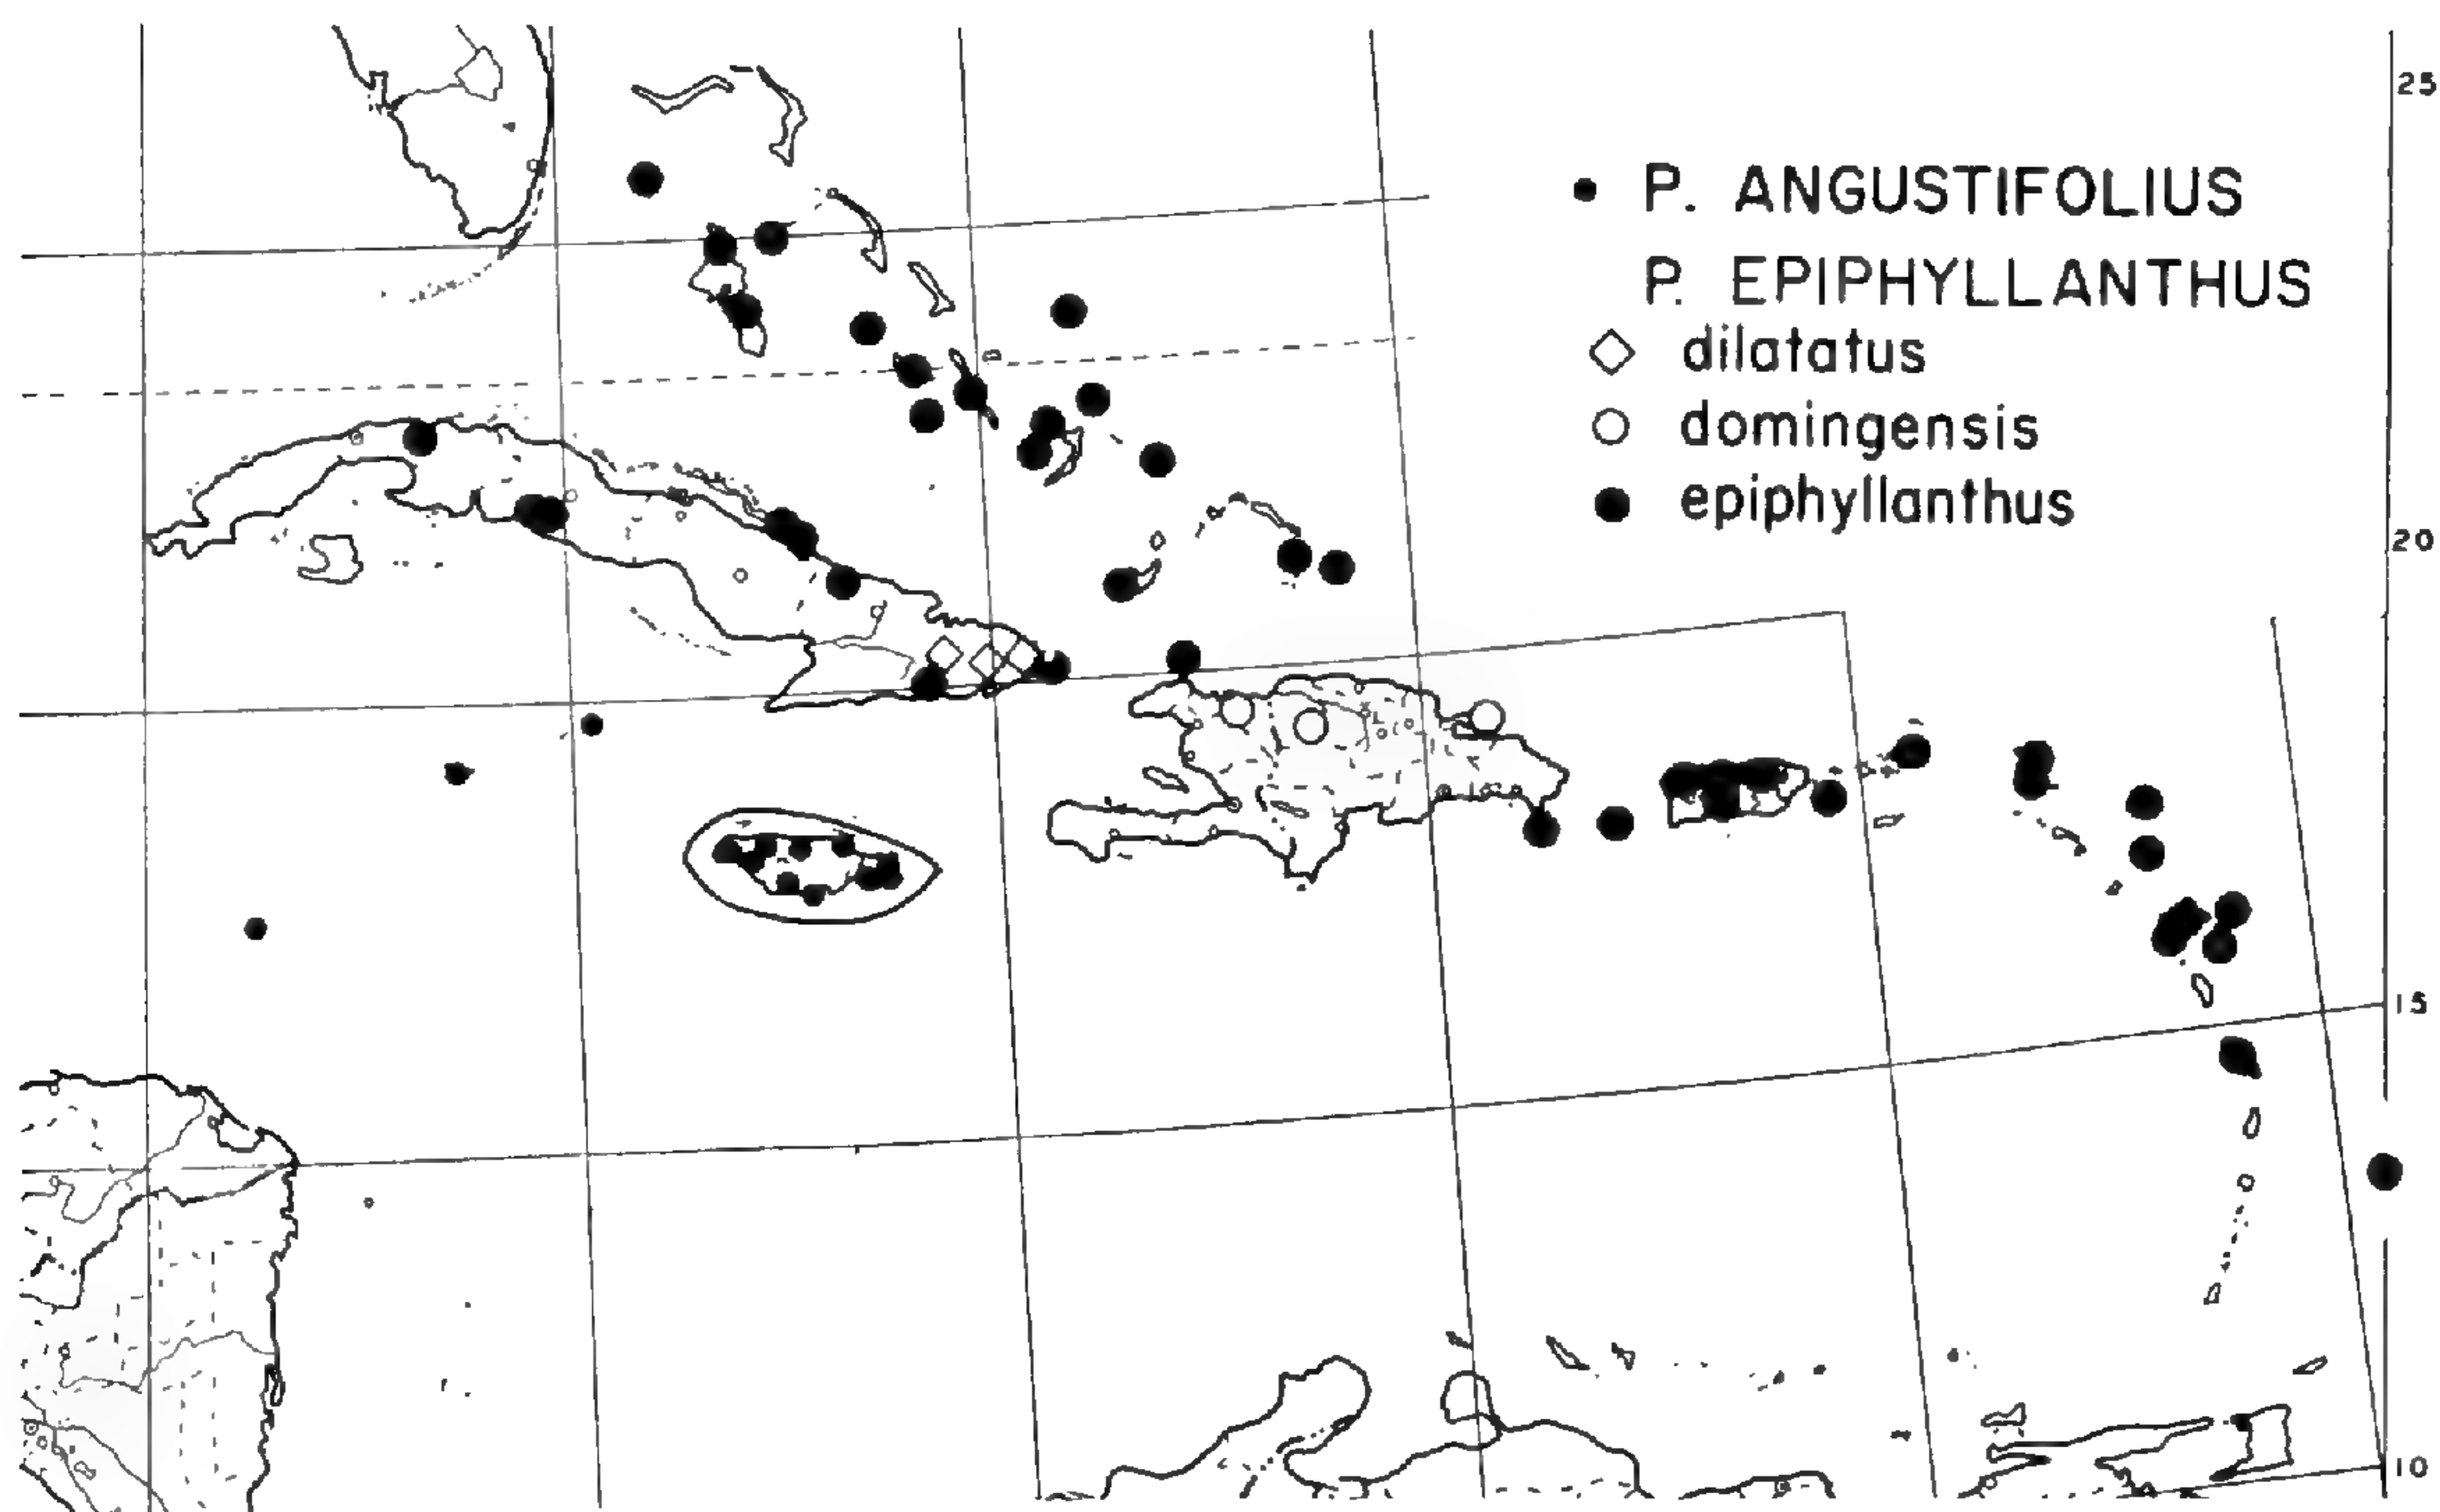 25
• P. ANGUSTIFOLIUS
P. EPIPHYLLANTHUS
◇ dilatatus
○ domingensis
● epiphyllanthus
20
15
10